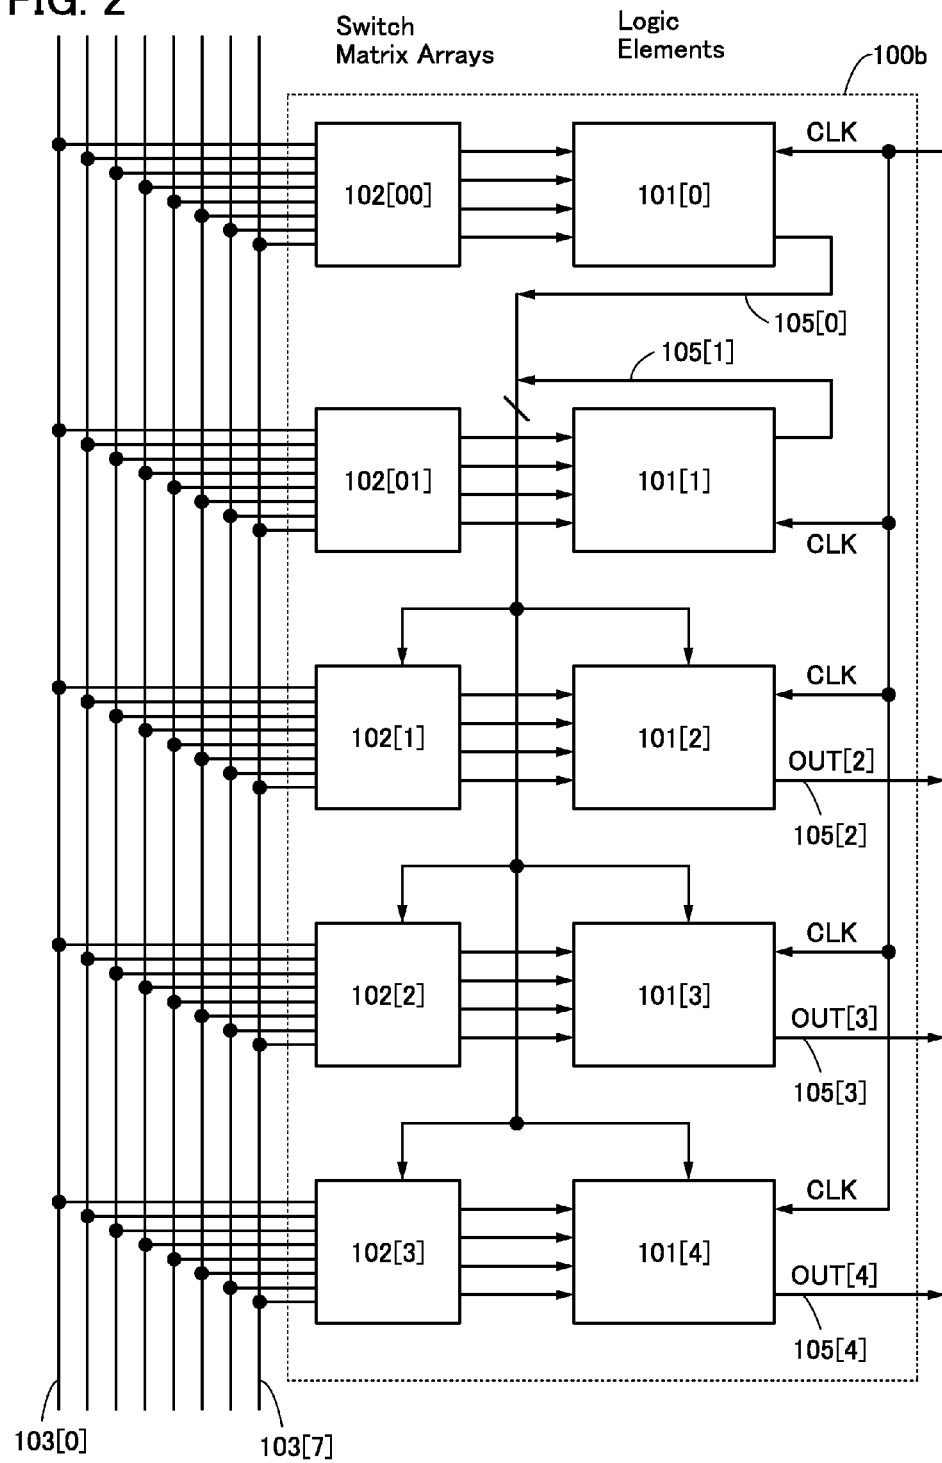 FIG. 2
Switch
Matrix Arrays
Logic
Elements
100b
CLK
102[00]
101[0]
105[0]
105[1]
102[01]
101[1]
CLK
CLK
102[1]
101[2]
OUT[2]
105[2]
CLK
102[2]
101[3]
OUT[3]
105[3]
CLK
102[3]
101[4]
OUT[4]
105[4]
103[0]
103[7]